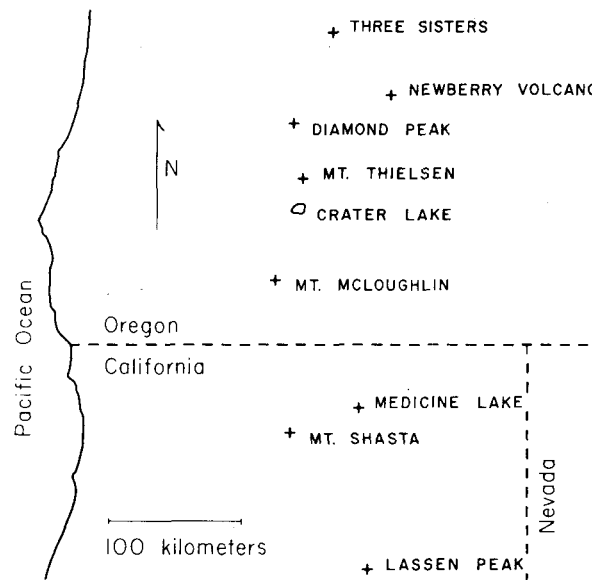 THREE SISTERS
NEWBERRY VOLCANO
DIAMOND PEAK
N
MT. THIELSEN
CRATER LAKE
MT. MCLOUGHLIN
Pacific Ocean
Oregon
California
MEDICINE LAKE
MT. SHASTA
Nevada
100 kilometers
LASSEN PEAK